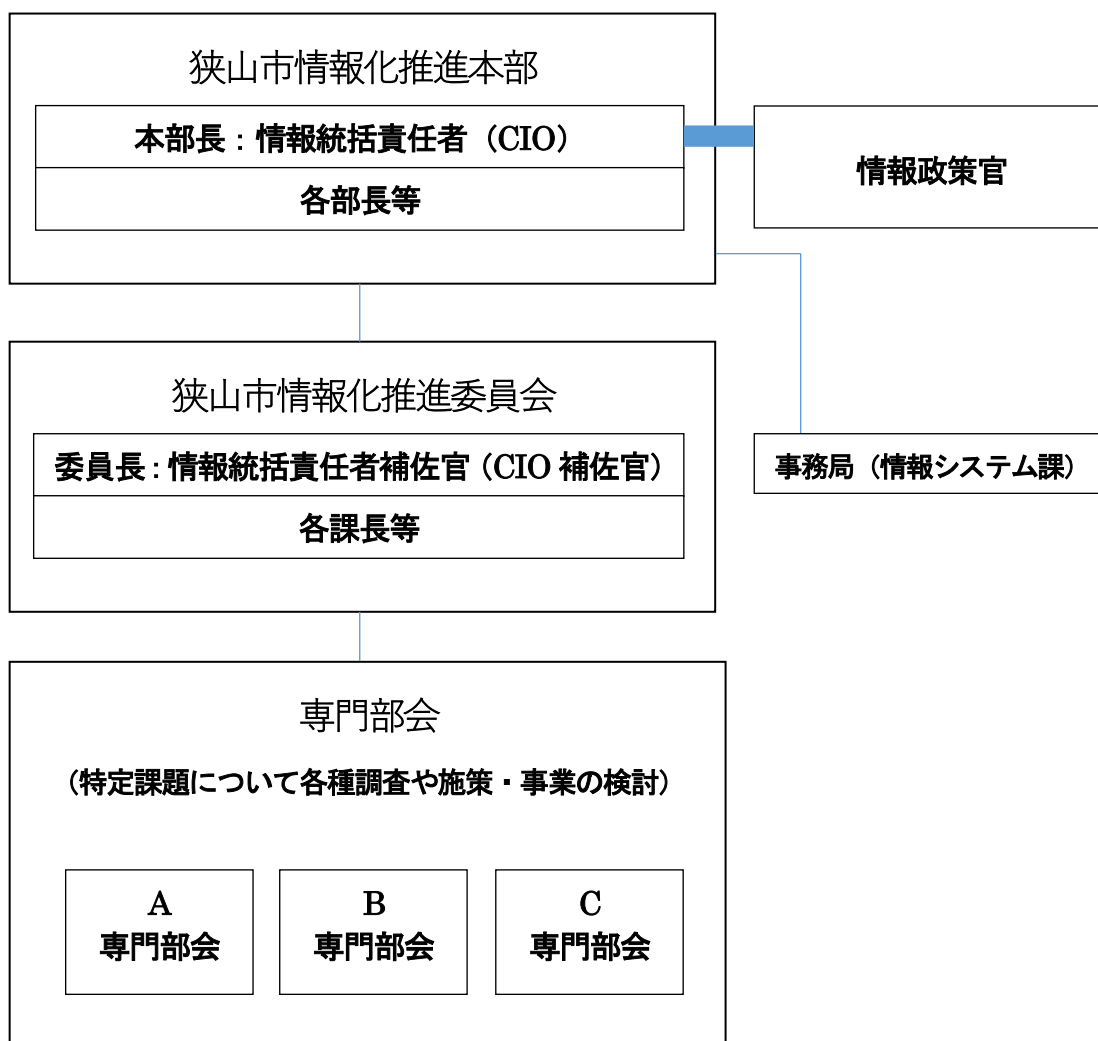 狭山市情報化推進本部
本部長：情報統括責任者（CIO）
各部長等
情報政策官
狭山市情報化推進委員会
委員長：情報統括責任者補佐官（CIO 補佐官）
各課長等
事務局（情報システム課）
専門部会
（特定課題について各種調査や施策・事業の検討）
A
専門部会
B
専門部会
C
専門部会